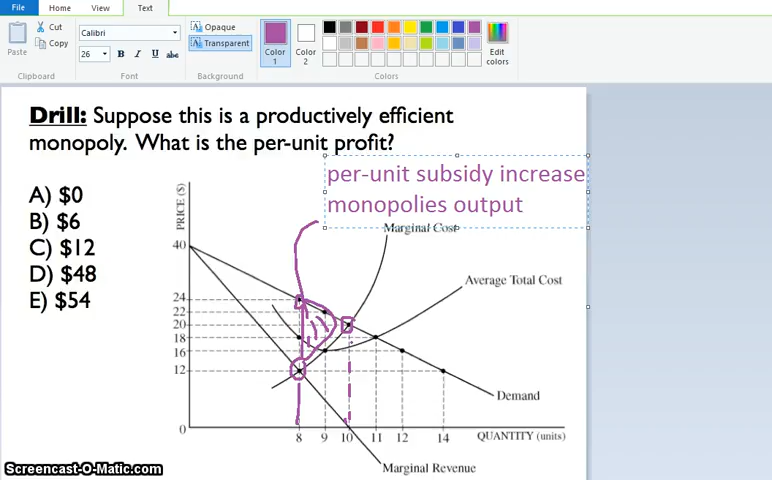 File
Home
View
Text
Paste
Cut
Copy
Clipboard
Calibri
26
B I U abc
Font
Opaque
Transparent
Background
Color 1
Color 2
Edit colors
Colors
Drill: Suppose this is a productively efficient
monopoly. What is the per-unit profit?
per-unit subsidy increase
monopolies output
A) $0
B) $6
C) $12
D) $48
E) $54
PRICE ($)
Marginal Cost
40
Average Total Cost
24
22
20
18
16
12
Demand
0
8 9 10 11 12 14 QUANTITY (units)
Marginal Revenue
Screencast-O-Matic.com